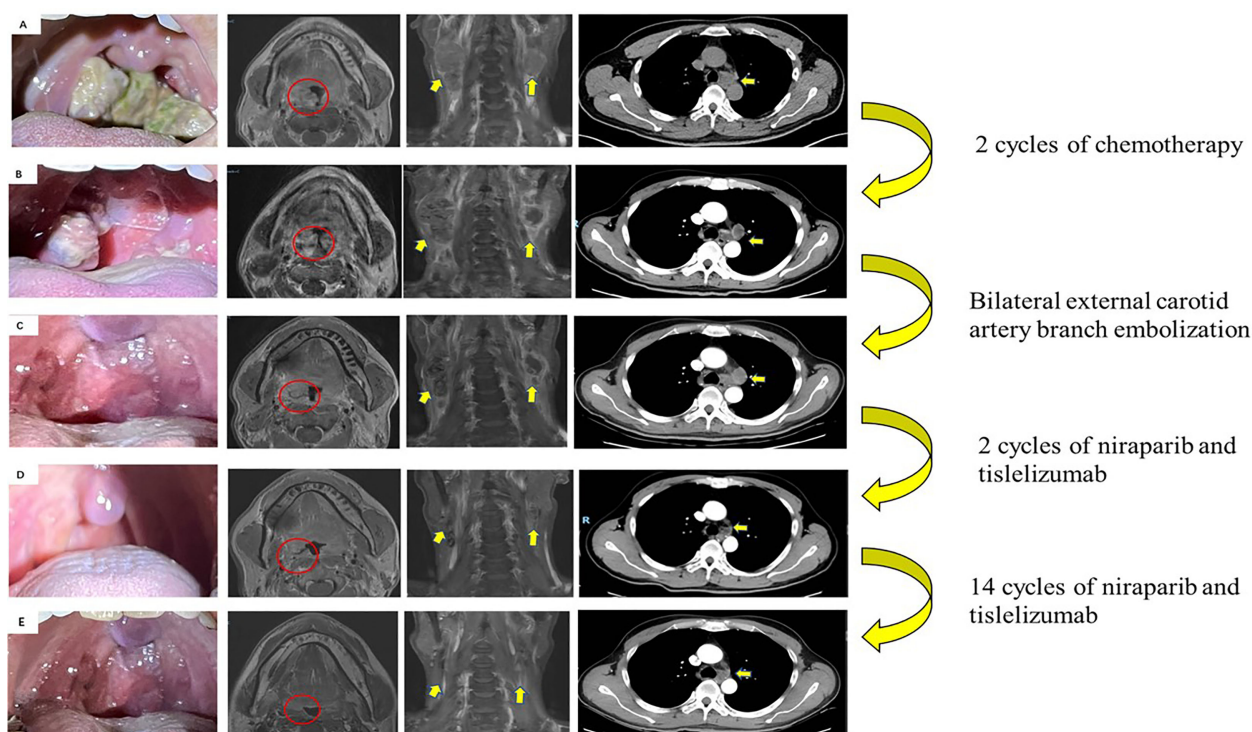 A
2 cycles of chemotherapy
B
R
Bilateral external carotid
artery branch embolization
C
2 cycles of niraparib and
tislelizumab
D
R
14 cycles of niraparib and
tislelizumab
E